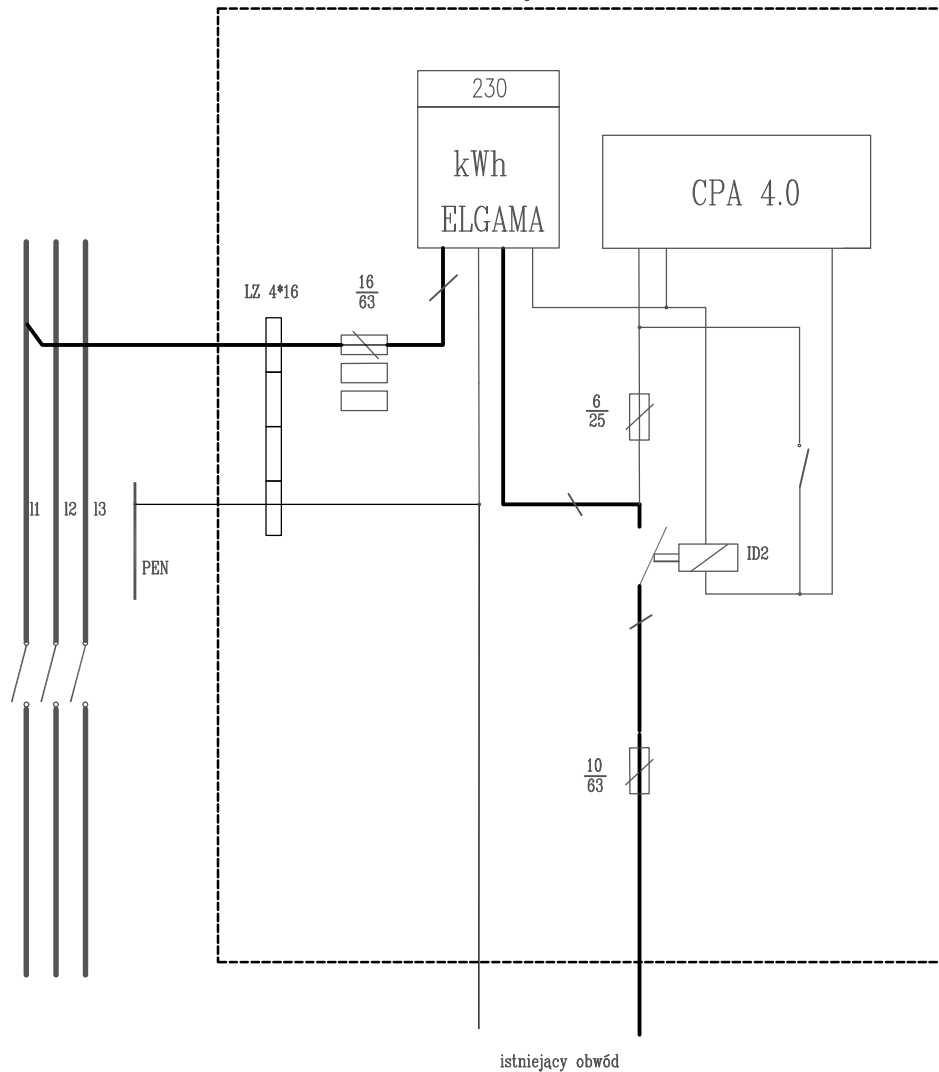 230
kWh
ELGAMA
CPA 4.0
LZ 4*16
16
63
6
25
l1
l2
l3
PEN
ID2
10
63
istniejący obwód